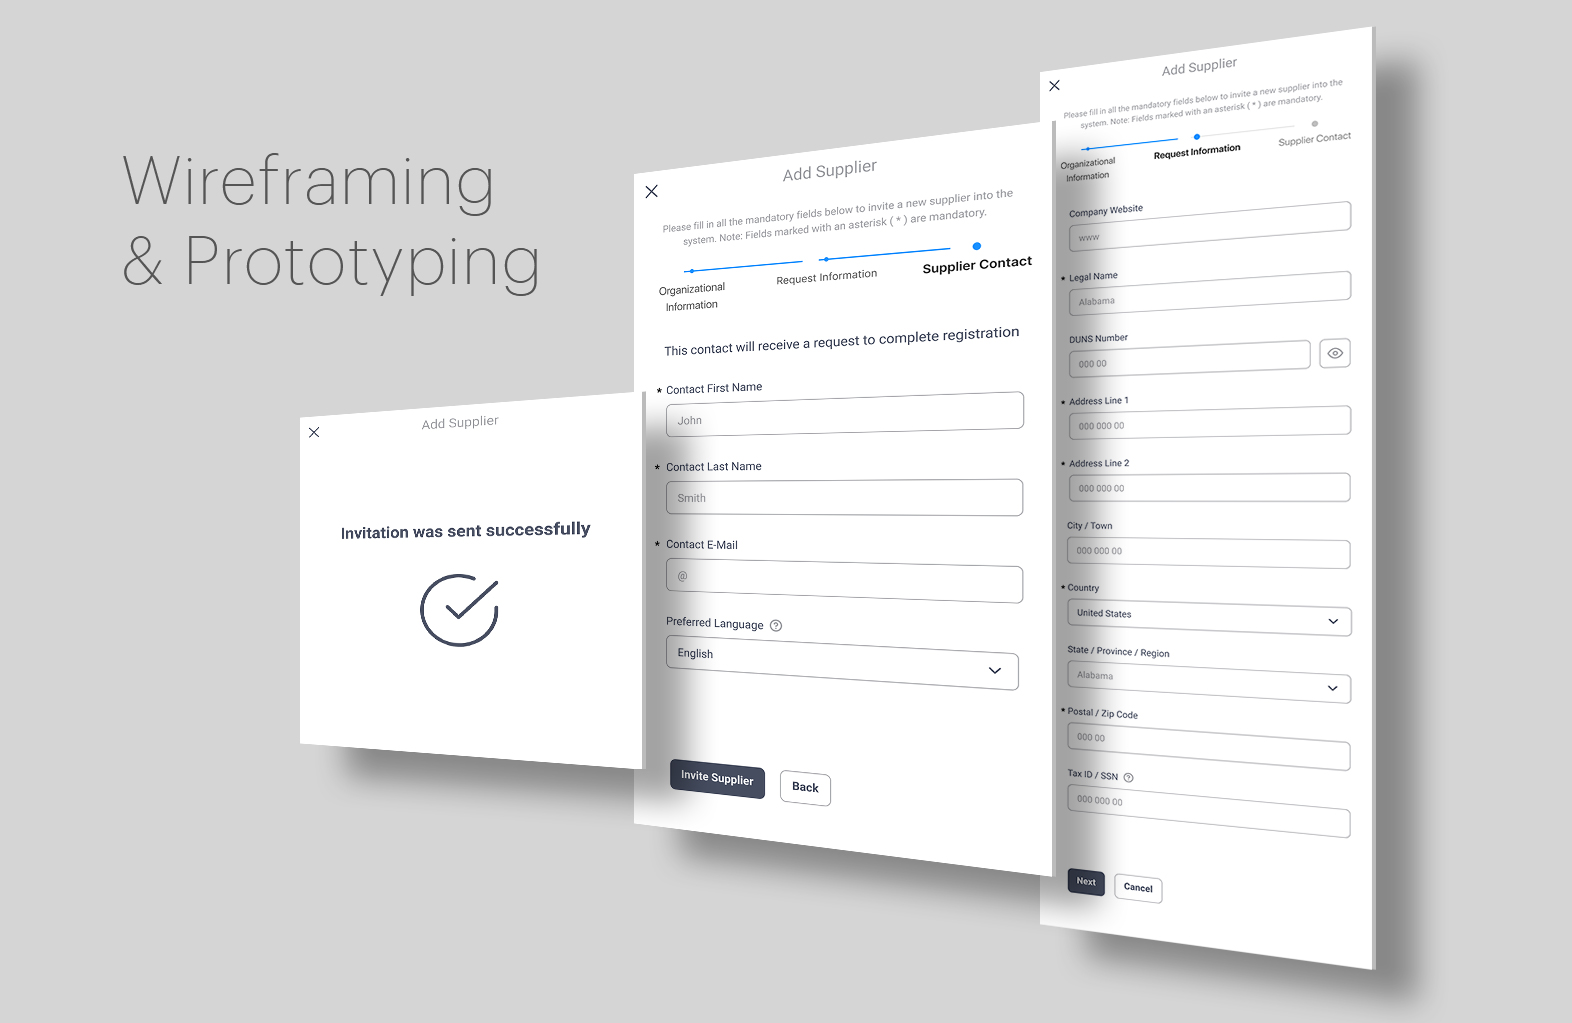 Wireframing
& Prototyping
Add Supplier
Invitation was sent successfully
Add Supplier
Please fill in all the mandatory fields below to invite a new supplier into the
system. Note: Fields marked with an asterisk ( * ) are mandatory.
Organizational
Information
Request Information
Supplier Contact
This contact will receive a request to complete registration
* Contact First Name
John
* Contact Last Name
Smith
* Contact E-Mail
@
Preferred Language ?
English
Invite Supplier
Back
Add Supplier
Please fill in all the mandatory fields below to invite a new supplier into the
system. Note: Fields marked with an asterisk ( * ) are mandatory.
Organizational
Information
Request Information
Supplier Contact
Company Website
www
* Legal Name
Alabama
DUNS Number
000 00
* Address Line 1
000 000 00
* Address Line 2
000 000 00
City / Town
000 000 00
* Country
United States
State / Province / Region
Alabama
* Postal / Zip Code
000 00
Tax ID / SSN ?
000 000 00
Next
Cancel